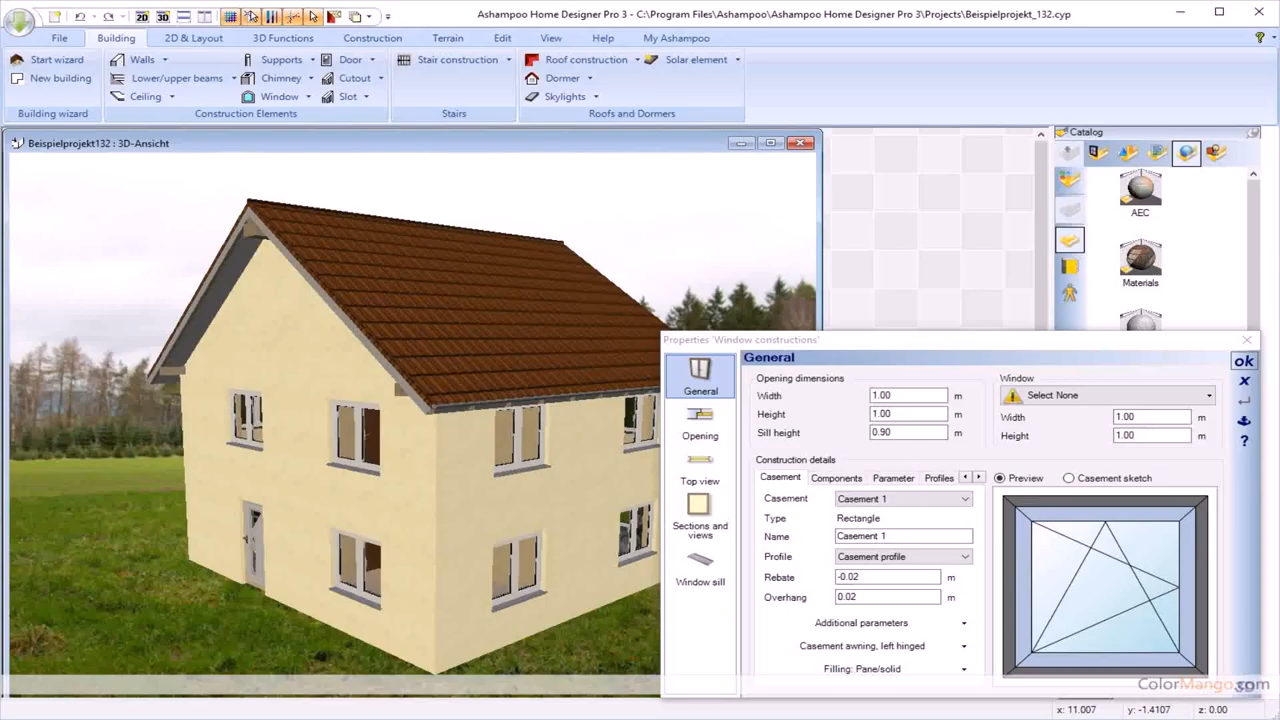 Ashampoo Home Designer Pro 3 - C:\Program Files\Ashampoo\Ashampoo Home Designer Pro 3\Projects\Beispielprojekt_132.cyp
2D 3D
File Building 2D & Layout 3D Functions Construction Terrain Edit View Help My Ashampoo ?
Start wizard Walls Supports Door Stair construction Roof construction Solar element
New building Lower/upper beams Chimney Cutout Dormer
Ceiling Window Slot Skylights
Building wizard Construction Elements Stairs Roofs and Dormers
Beispielprojekt132 : 3D-Ansicht
Catalog
AEC
Materials
Properties 'Window constructions'
General
Opening
Top view
Sections and
views
Window sill
General
ok
Opening dimensions
Width 1.00 m
Height 1.00 m
Sill height 0.90 m
Window
Select None
Width 1.00 m
Height 1.00 m
?
Construction details
Casement Components Parameter Profiles
Casement Casement 1
Type Rectangle
Name Casement 1
Profile Casement profile
Rebate -0.02 m
Overhang 0.02 m
Additional parameters
Casement awning, left hinged
Filling: Pane/solid
Preview Casement sketch
ColorMango.com
x: 11.007 y: -1.4107 z: 0.00